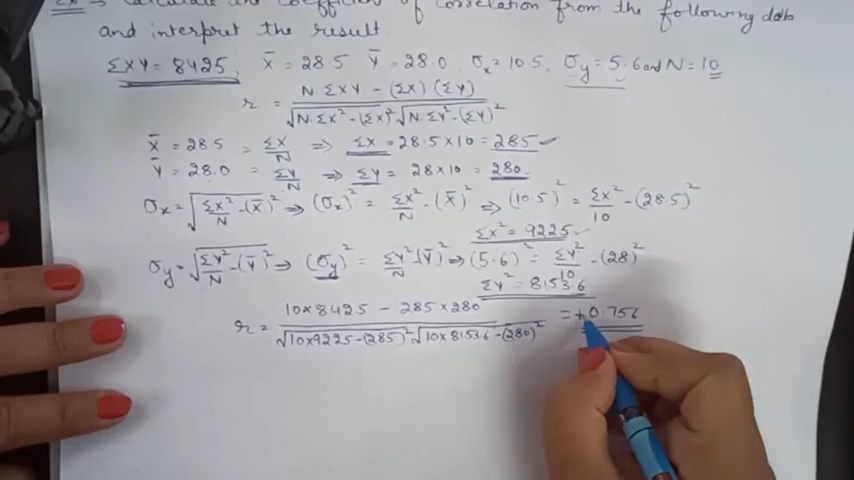 Ex → Calculate the coefficient of correlation from the following data
and interpret the result
ΣXY = 8425, X̄ = 28.5 Ȳ = 28.0 σx = 10.5, σy = 5.6 and N = 10
r = N ΣXY - (ΣX) (ΣY) / √N.ΣX² - (ΣX)² √N.ΣY² - (ΣY)²
X̄ = 28.5 = ΣX/N ⇒ ΣX = 28.5 × 10 = 285
Ȳ = 28.0 = ΣY/N ⇒ ΣY = 28 × 10 = 280
σx = √ΣX²/N - (X̄)² ⇒ (σx)² = ΣX²/N - (X̄)² ⇒ (10.5)² = ΣX²/10 - (28.5)²
ΣX² = 9225
σy = √ΣY²/N - (Ȳ)² ⇒ (σy)² = ΣY²/N - (Ȳ)² ⇒ (5.6)² = ΣY²/10 - (28)²
ΣY² = 8153.6
r = 10×8425 - 285×280 / √10×9225 - (285)² √10×8153.6 - (280)² = +0.756